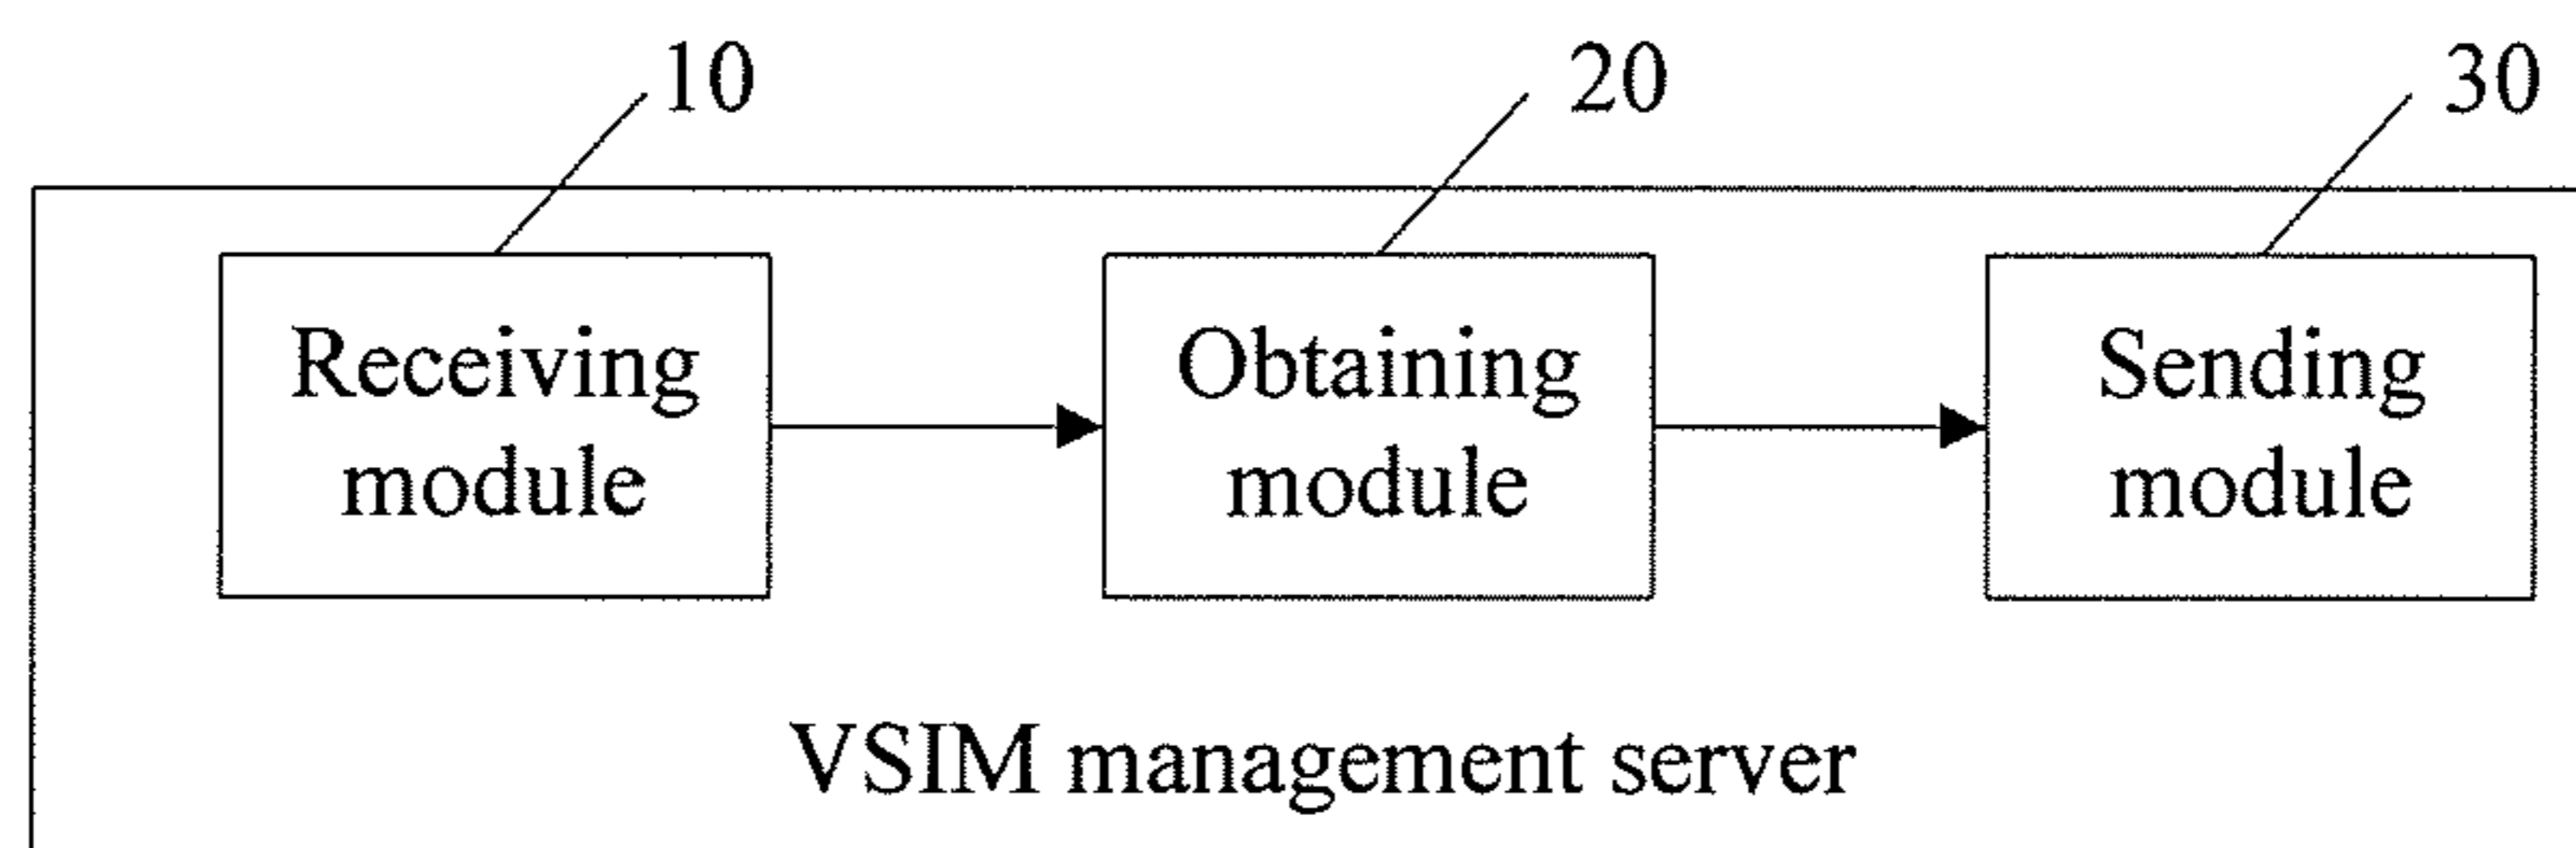 10
20
30
Receiving
module
Obtaining
module
Sending
module
VSIM management server